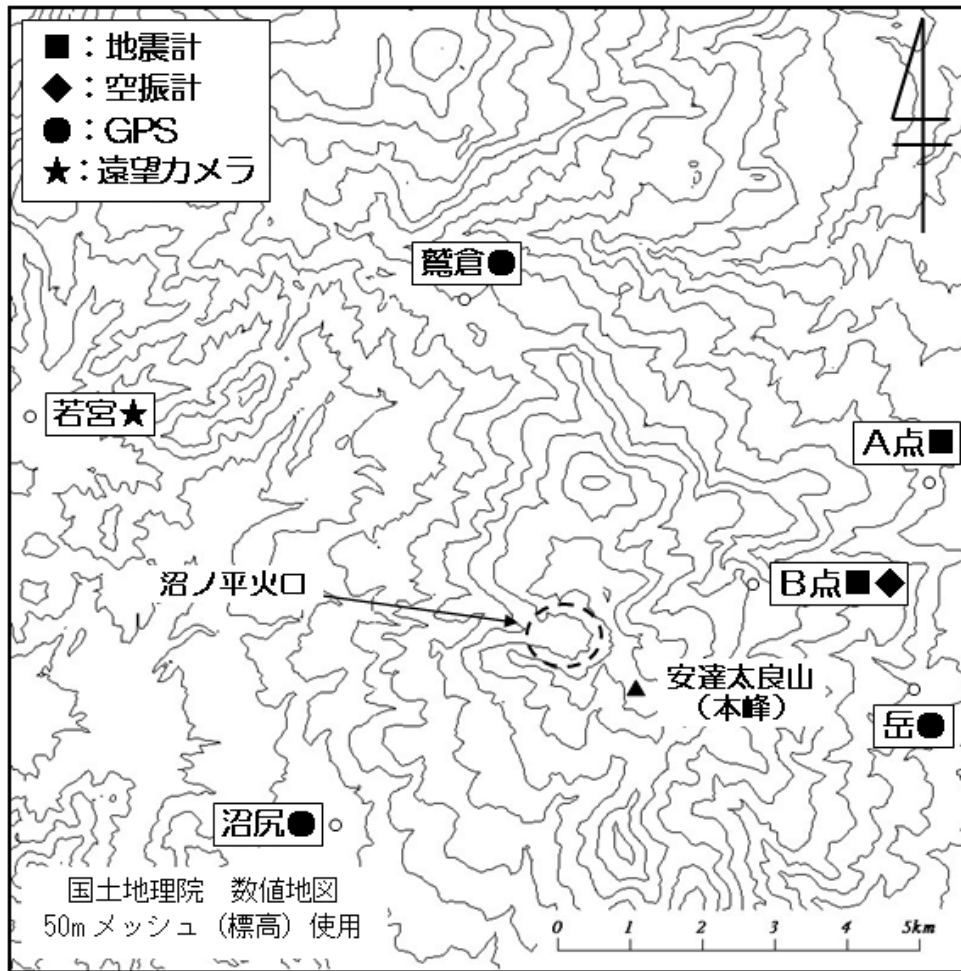 ■：地震計
◆：空振計
●：GPS
★：遠望カメラ
鷲倉●
若宮★
A点■
沼ノ平火口
B点■◆
安達太良山
（本峰）
岳●
沼尻●
国土地理院　数値地図
50mメッシュ（標高）使用
0 1 2 3 4 5km